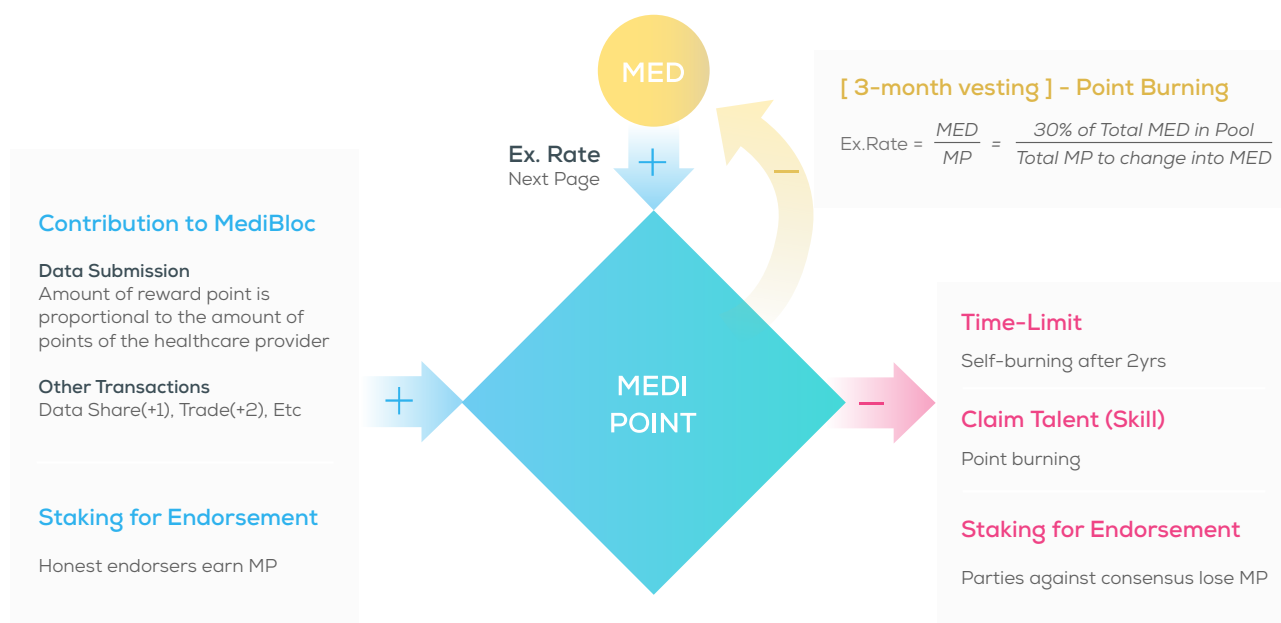 MED
Ex. Rate
Next Page
+
−
[ 3-month vesting ] - Point Burning
Ex.Rate = MED / MP = 30% of Total MED in Pool / Total MP to change into MED
Contribution to MediBloc
Data Submission
Amount of reward point is
proportional to the amount of
points of the healthcare provider
Other Transactions
Data Share(+1), Trade(+2), Etc
Staking for Endorsement
Honest endorsers earn MP
+
MEDI
POINT
−
Time-Limit
Self-burning after 2yrs
Claim Talent (Skill)
Point burning
Staking for Endorsement
Parties against consensus lose MP